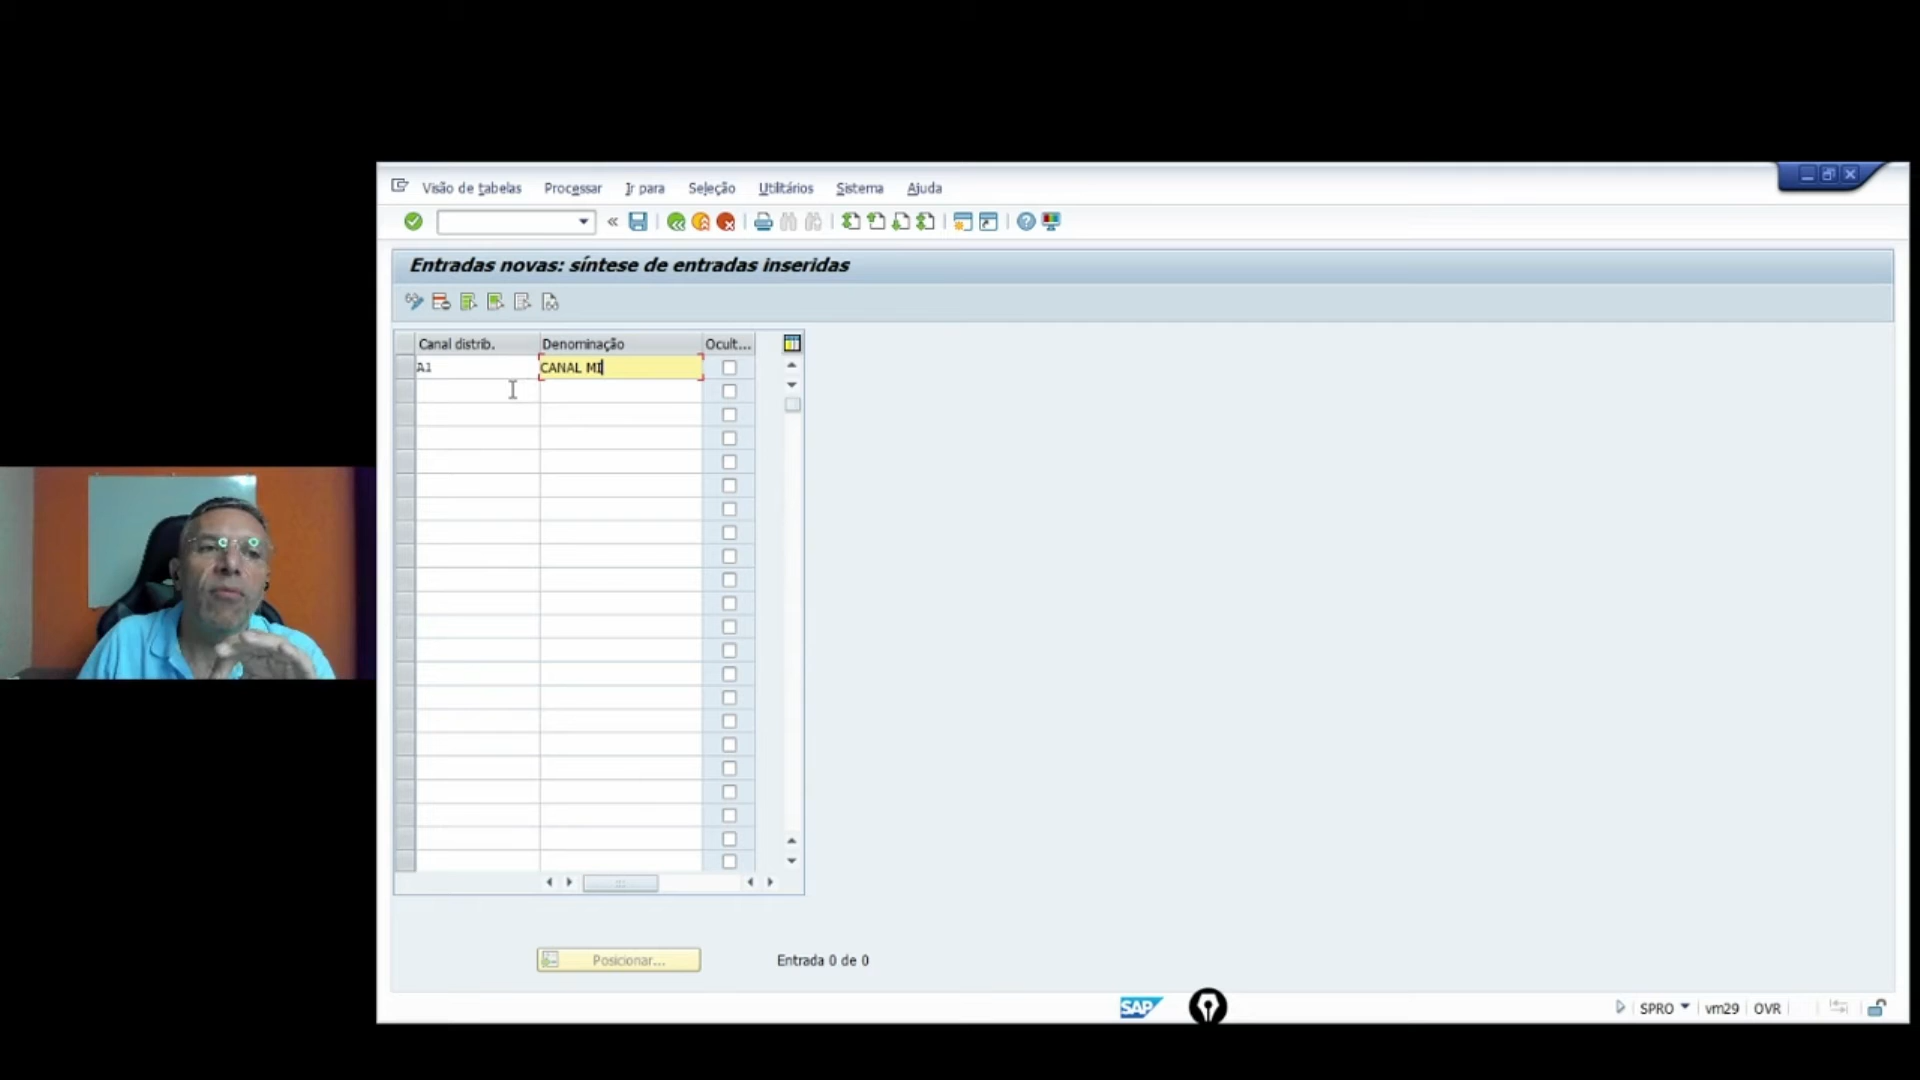 Visão de tabelas Processar Ir para Seleção Utilitários Sistema Ajuda
Entradas novas: síntese de entradas inseridas
Canal distrib. Denominação Ocult...
A1 CANAL MI
Posicionar... Entrada 0 de 0
SAP SPRO vm29 OVR